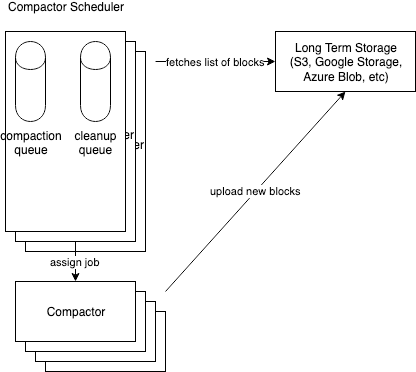 Compactor Scheduler
fetches list of blocks
Long Term Storage
(S3, Google Storage,
Azure Blob, etc)
compaction
queue
cleanup
queue
er
er
upload new blocks
assign job
Compactor